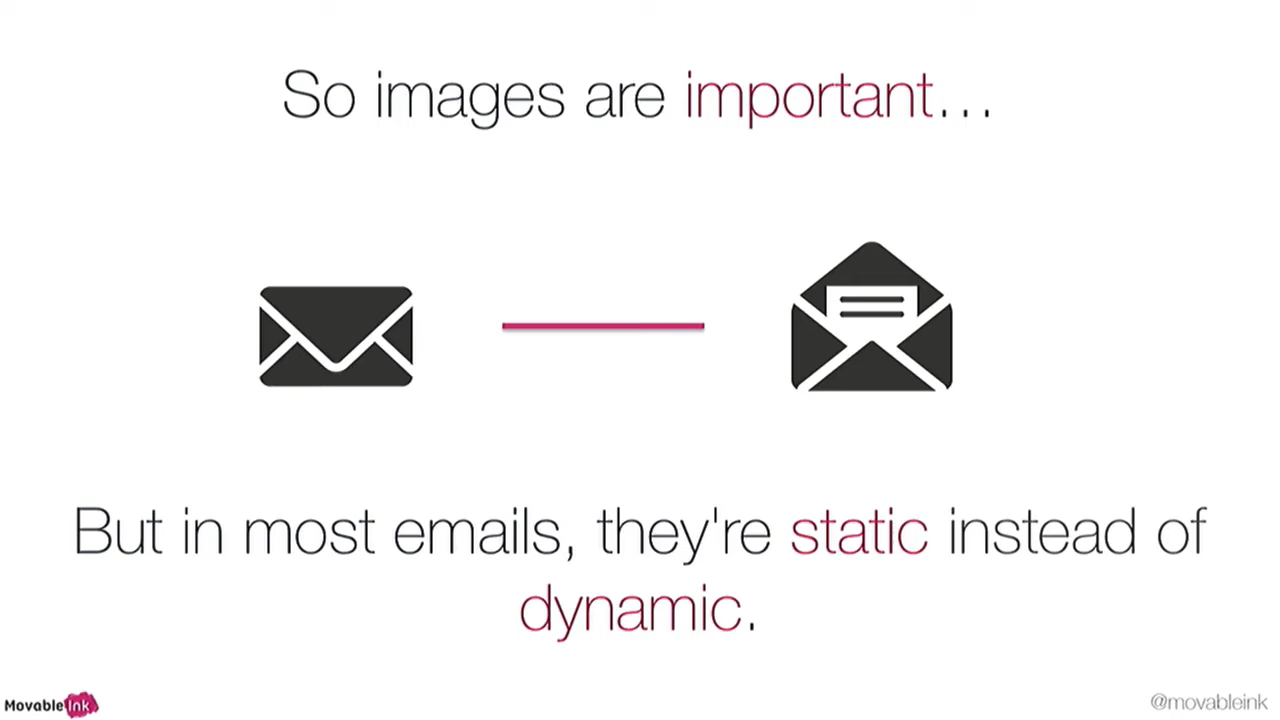 So images are important...
But in most emails, they're static instead of
dynamic.
Movable Ink
@movableink